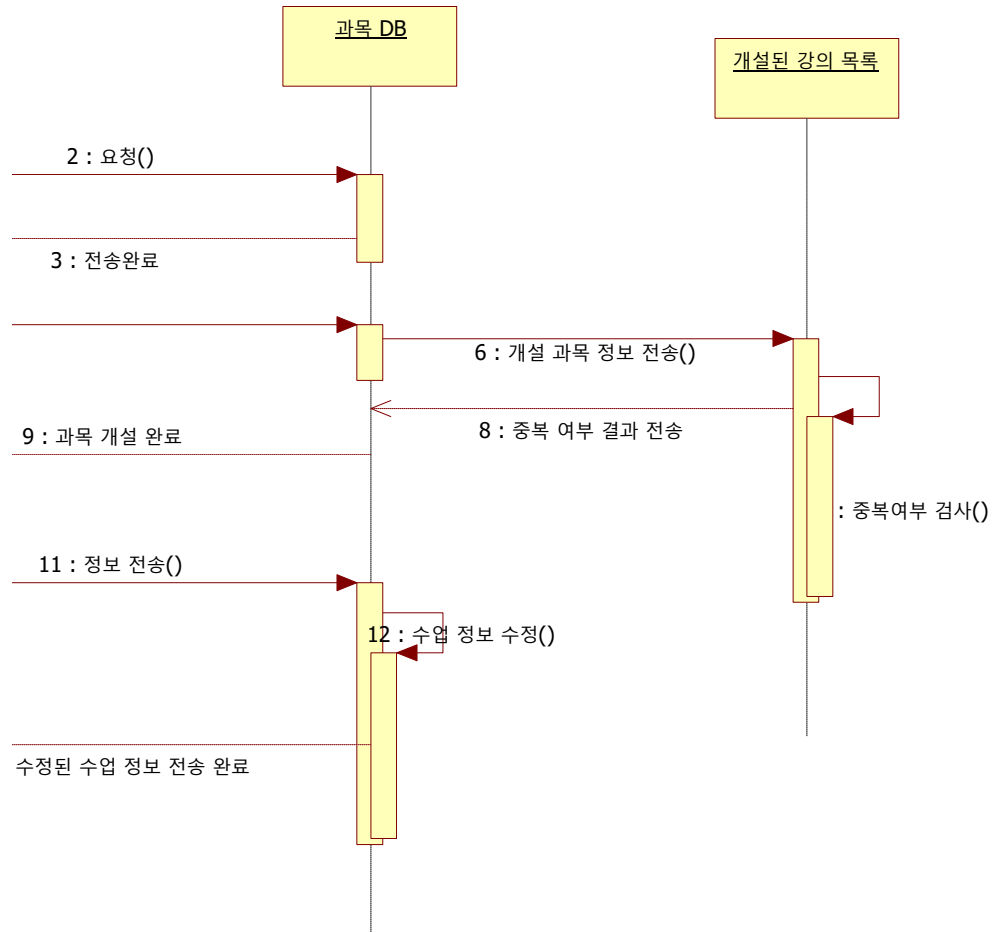 과목 DB
개설된 강의 목록
2 : 요청()
3 : 전송완료
6 : 개설 과목 정보 전송()
8 : 중복 여부 결과 전송
9 : 과목 개설 완료
: 중복여부 검사()
11 : 정보 전송()
12 : 수업 정보 수정()
수정된 수업 정보 전송 완료